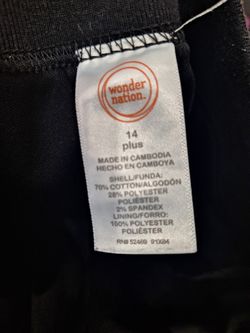 wonder
nation.
14
plus
MADE IN CAMBODIA
HECHO EN CAMBOYA
SHELL/FUNDA:
70% COTTON/ALGODÓN
28% POLYESTER
POLIÉSTER
2% SPANDEX
LINING/FORRO:
100% POLYESTER
POLIÉSTER
RN# 52469